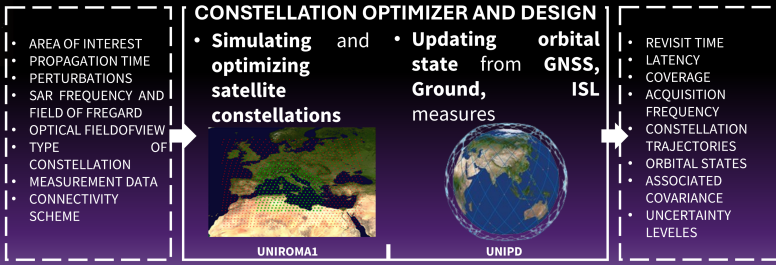 CONSTELLATION OPTIMIZER AND DESIGN
• AREA OF INTEREST
• PROPAGATION TIME
• PERTURBATIONS
• SAR FREQUENCY AND
FIELD OF FREGARD
• OPTICAL FIELDOFVIEW
• TYPE OF
CONSTELLATION
• MEASUREMENT DATA
• CONNECTIVITY
SCHEME
• Simulating and
optimizing
satellite
constellations
UNIROMA1
• Updating orbital
state from GNSS,
Ground, ISL
measures
UNIPD
• REVISIT TIME
• LATENCY
• COVERAGE
• ACQUISITION
FREQUENCY
• CONSTELLATION
TRAJECTORIES
• ORBITAL STATES
• ASSOCIATED
COVARIANCE
• UNCERTAINTY
LEVELES